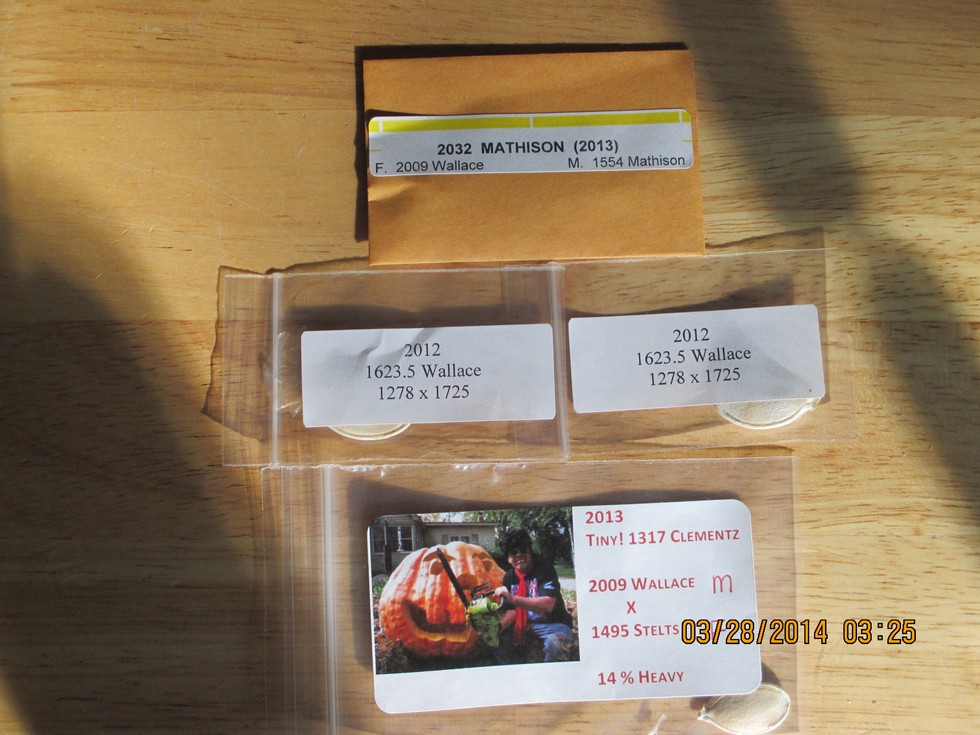 2032 MATHISON (2013)
F. 2009 Wallace M. 1554 Mathison
2012
1623.5 Wallace
1278 x 1725
2012
1623.5 Wallace
1278 x 1725
2013
TINY! 1317 CLEMENTZ
2009 WALLACE m
X
1495 STELTS
14 % HEAVY
03/28/2014 03:25